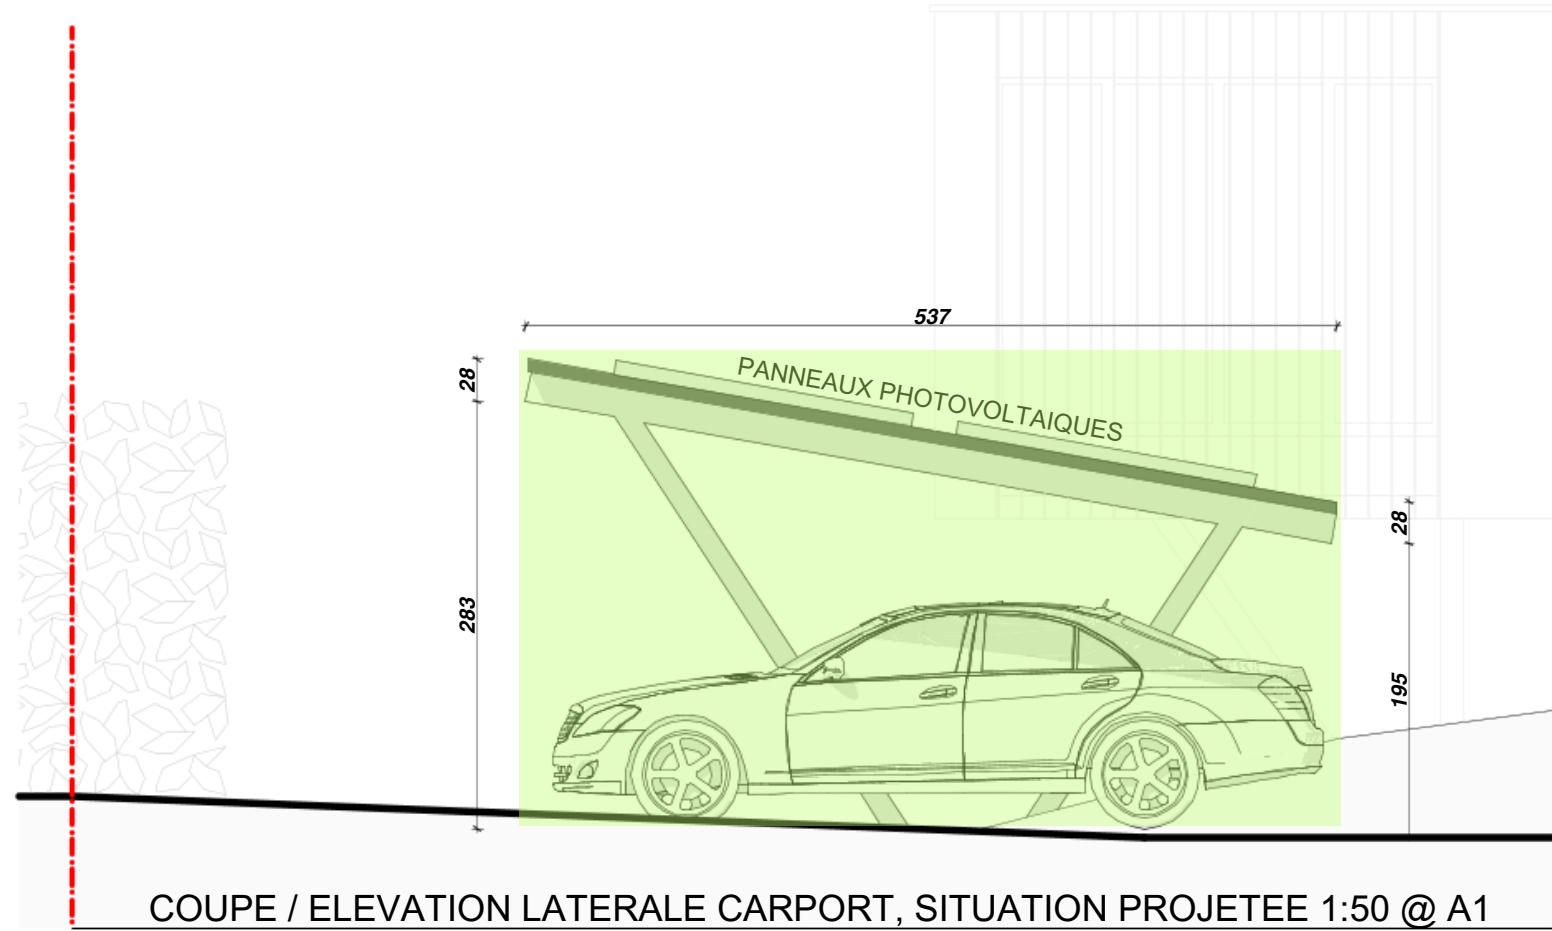 537
28
PANNEAUX PHOTOVOLTAIQUES
28
283
195
COUPE / ELEVATION LATERALE CARPORT, SITUATION PROJETEE 1:50 @ A1